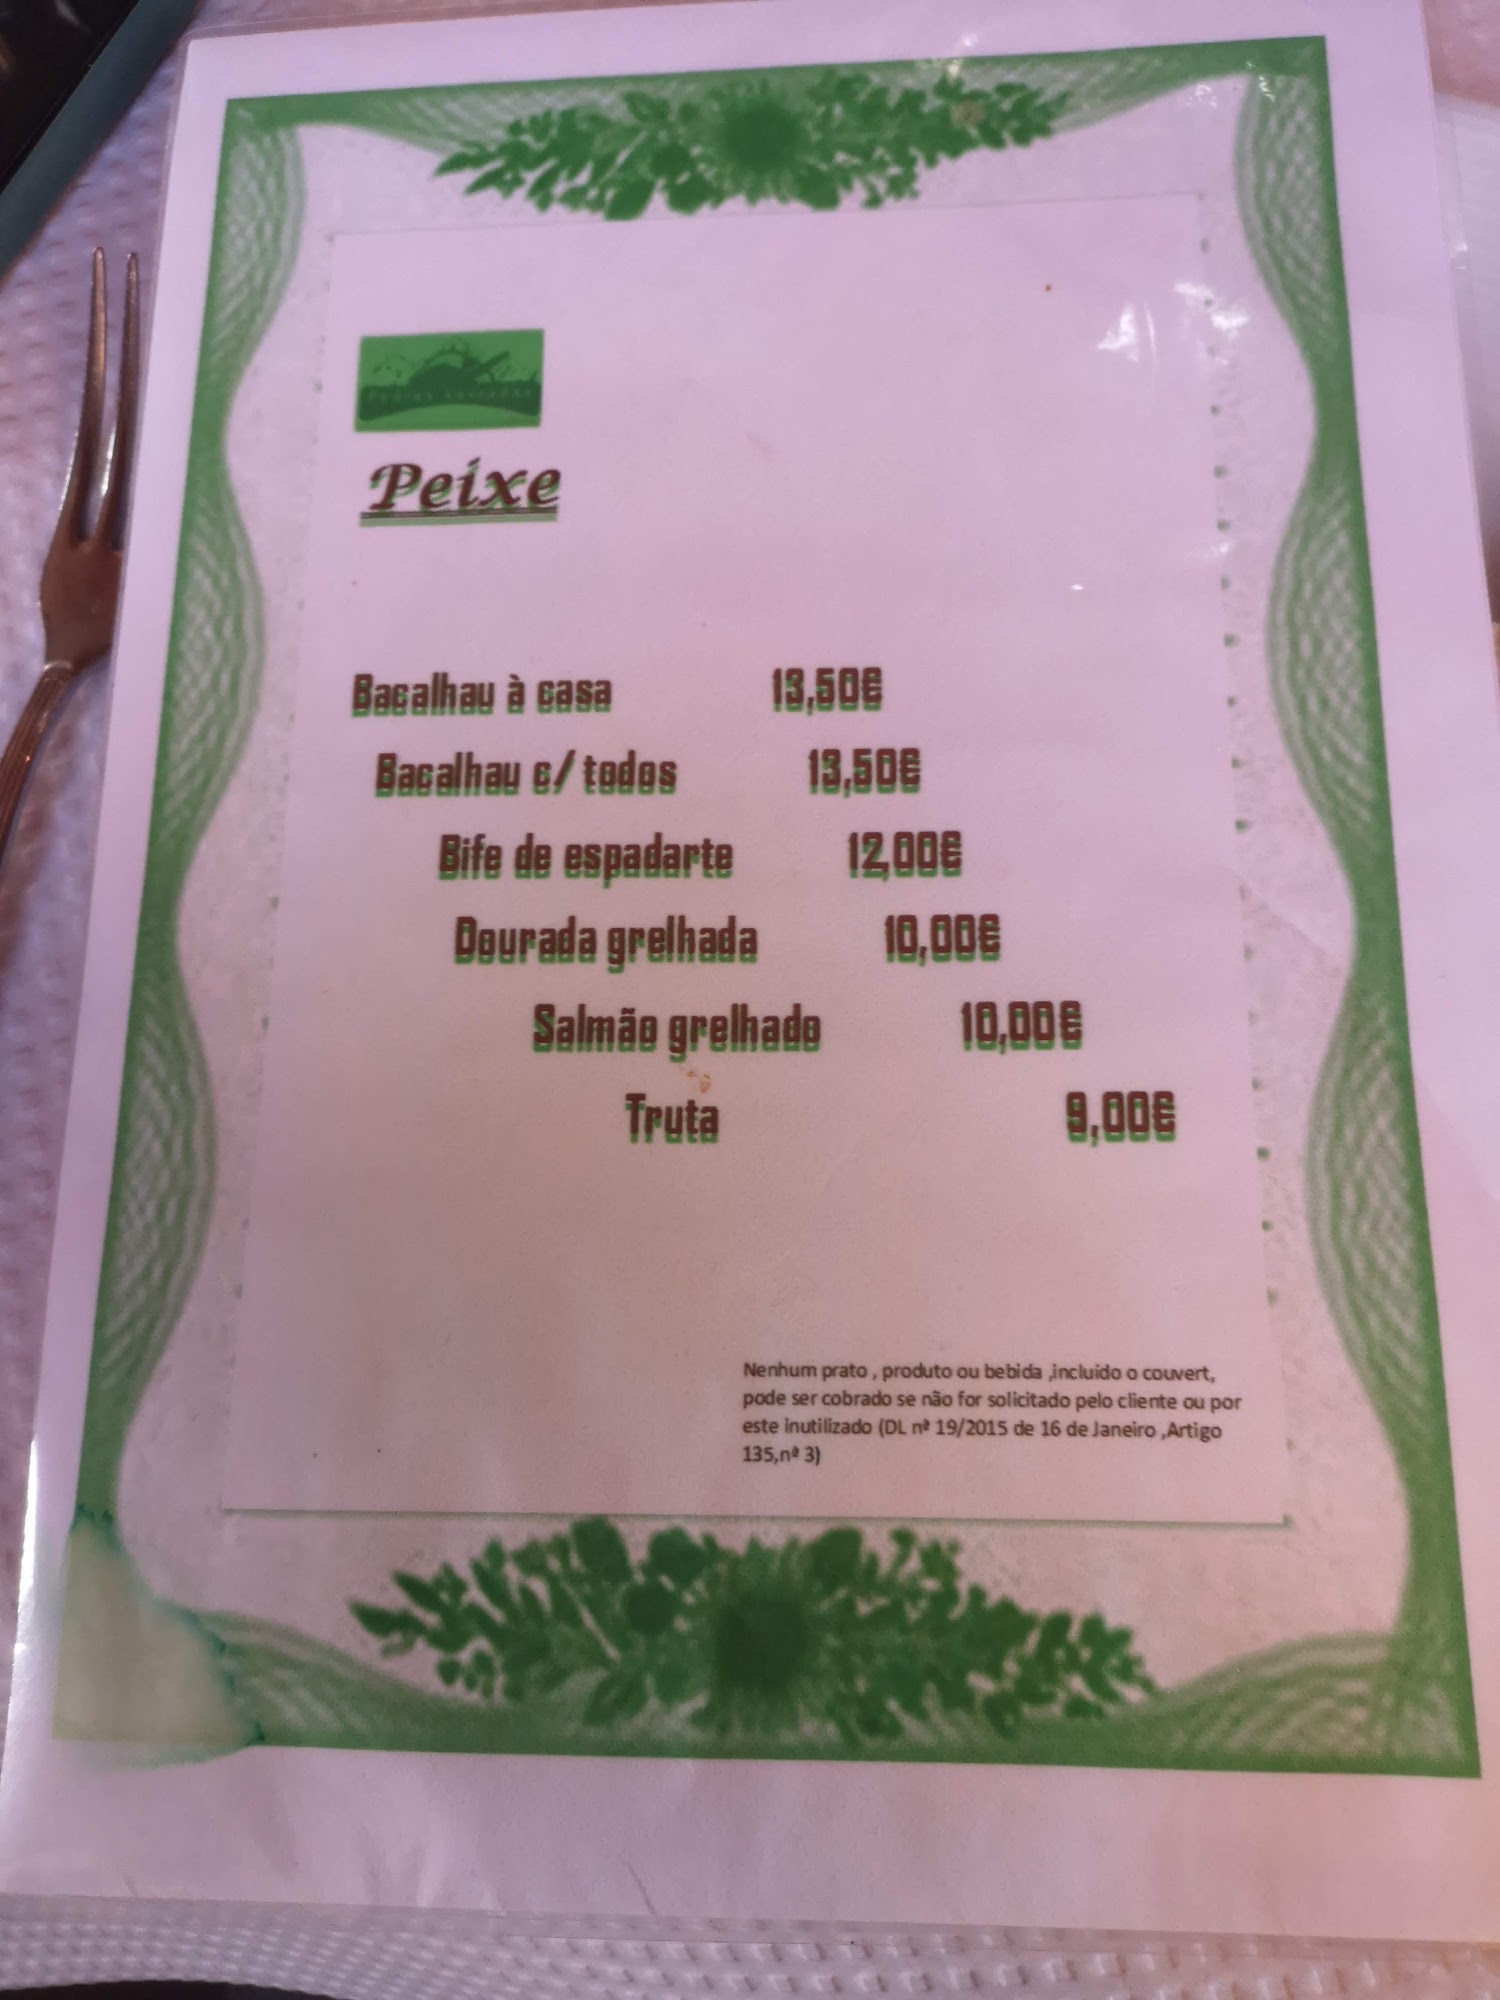 Peixe
Bacalhau à casa 13,50€
Bacalhau c/ todos 13,50€
Bife de espadarte 12,00€
Dourada grelhada 10,00€
Salmão grelhado 10,00€
Truta 9,00€
Nenhum prato , produto ou bebida ,incluido o couvert,
pode ser cobrado se não for solicitado pelo cliente ou por
este inutilizado (DL nº 19/2015 de 16 de Janeiro ,Artigo
135,nº 3)